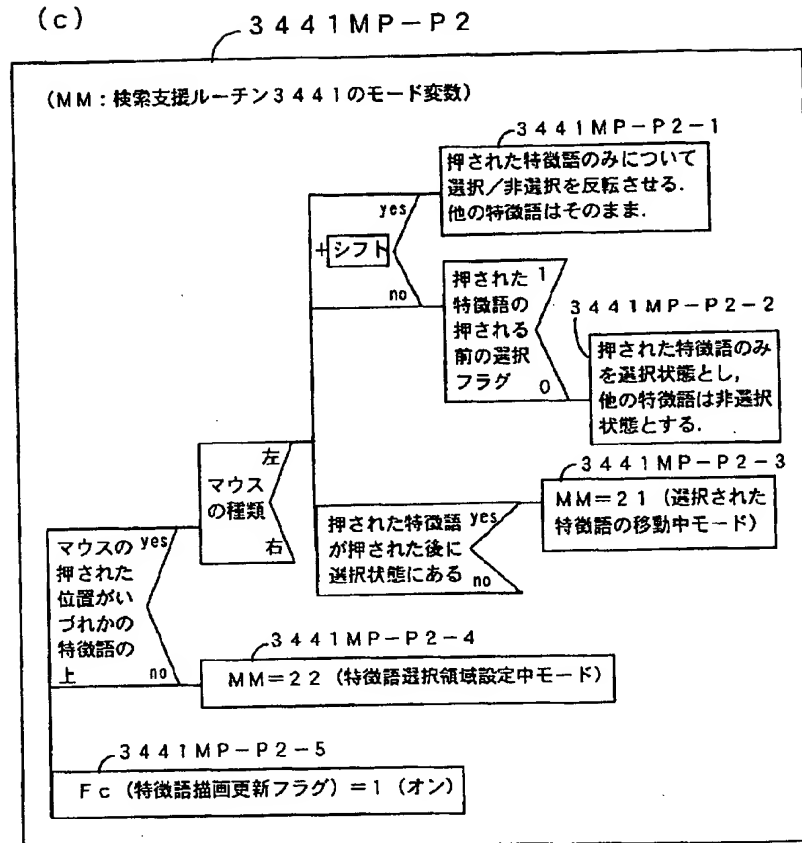 (c)
3441MP-P2
(MM:検索支援ルーチン3441のモード変数)
3441MP-P2-1
押された特徴語のみについて
選択/非選択を反転させる.
他の特徴語はそのまま.
yes
+シフト
no
押された 1
特徴語の
押される
前の選択
フラグ
0
3441MP-P2-2
押された特徴語のみ
を選択状態とし,
他の特徴語は非選択
状態とする.
3441MP-P2-3
MM=21(選択された
特徴語の移動中モード)
左
マウス
の種類
右
押された特徴語 yes
が押された後に
選択状態にある
no
マウスの yes
押された
位置がい
づれかの
特徴語の
上
no
3441MP-P2-4
MM=22(特徴語選択領域設定中モード)
3441MP-P2-5
Fc(特徴語描画更新フラグ)=1(オン)